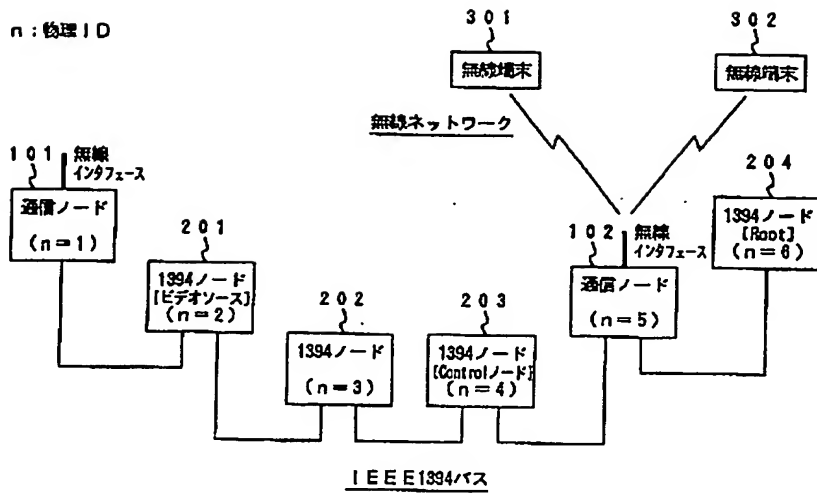 n：物理ID
301
302
無線端末
無線端末
無線ネットワーク
101
無線
インタフェース
通信ノード
(n=1)
201
1394ノード
[ビデオソース]
(n=2)
202
1394ノード
(n=3)
203
1394ノード
[Controlノード]
(n=4)
102
無線
インタフェース
通信ノード
(n=5)
204
1394ノード
[Root]
(n=6)
IEEE1394バス